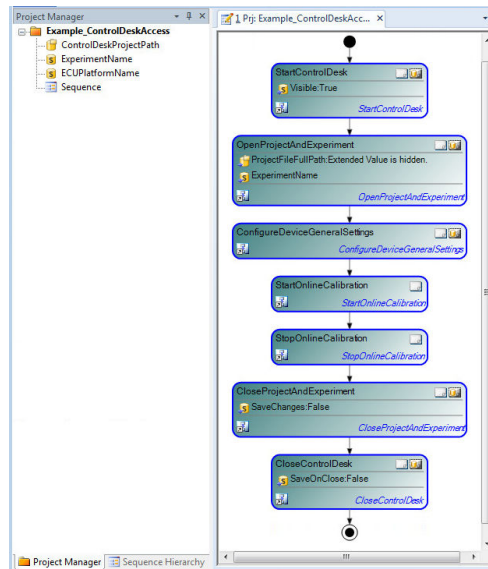 Project Manager
Example_ControlDeskAccess
ControlDeskProjectPath
ExperimentName
ECUPlatformName
Sequence
Project Manager
Sequence Hierarchy
1 Prj: Example_ControlDeskAcc...
StartControlDesk
Visible:True
StartControlDesk
OpenProjectAndExperiment
ProjectFileFullPath:Extended Value is hidden.
ExperimentName
OpenProjectAndExperiment
ConfigureDeviceGeneralSettings
ConfigureDeviceGeneralSettings
StartOnlineCalibration
StartOnlineCalibration
StopOnlineCalibration
StopOnlineCalibration
CloseProjectAndExperiment
SaveChanges:False
CloseProjectAndExperiment
CloseControlDesk
SaveOnClose:False
CloseControlDesk